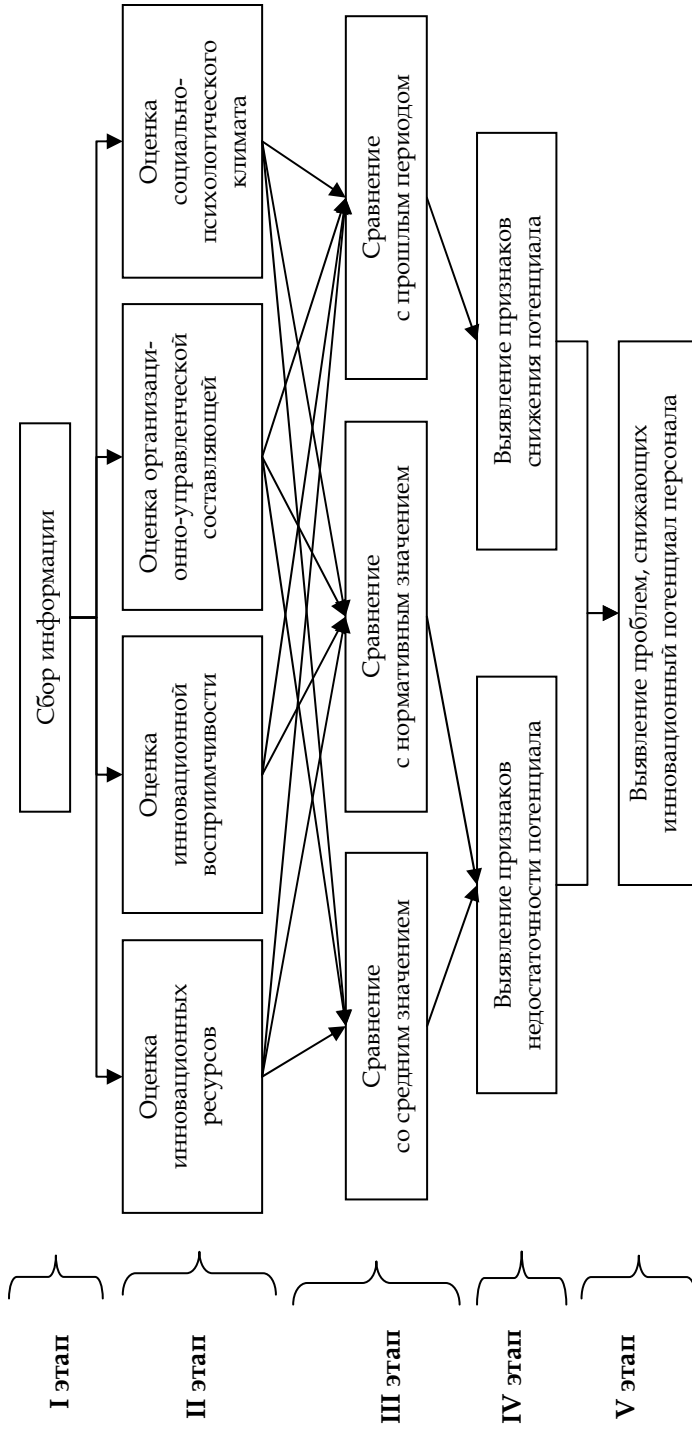 I этап
Сбор информации
II этап
Оценка
инновационных
ресурсов
Оценка
инновационной
восприимчивости
Оценка организаци-
онно-управленческой
составляющей
Оценка
социально-
психологического
климата
III этап
Сравнение
со средним значением
Сравнение
с нормативным значением
Сравнение
с прошлым периодом
IV этап
Выявление признаков
недостаточности потенциала
Выявление признаков
снижения потенциала
V этап
Выявление проблем, снижающих
инновационный потенциал персонала